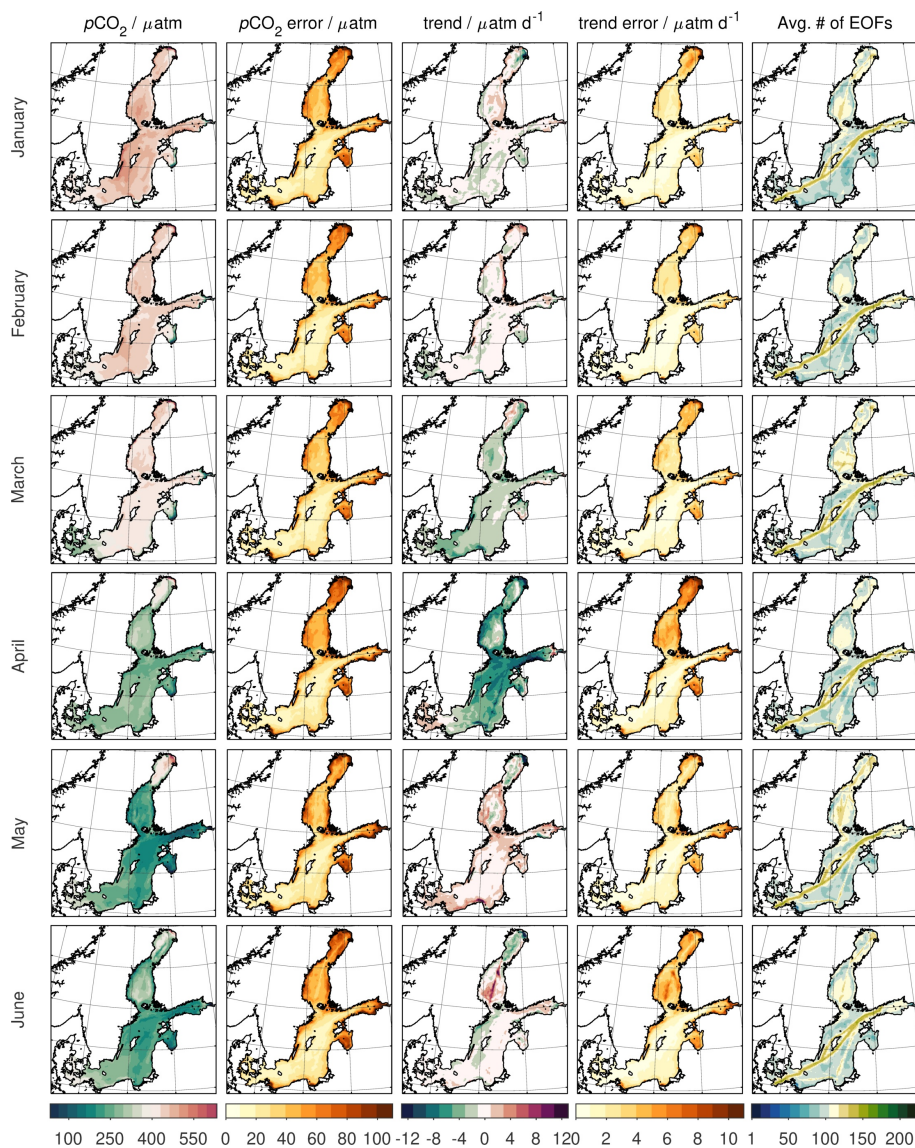 pCO₂ / μatm pCO₂ error / μatm trend / μatm d⁻¹ trend error / μatm d⁻¹ Avg. # of EOFs
January
February
March
April
May
June
100 250 400 550 0 20 40 60 80 100 -12 -8 -4 0 4 8 12 0 2 4 6 8 10 1 50 100 150 200